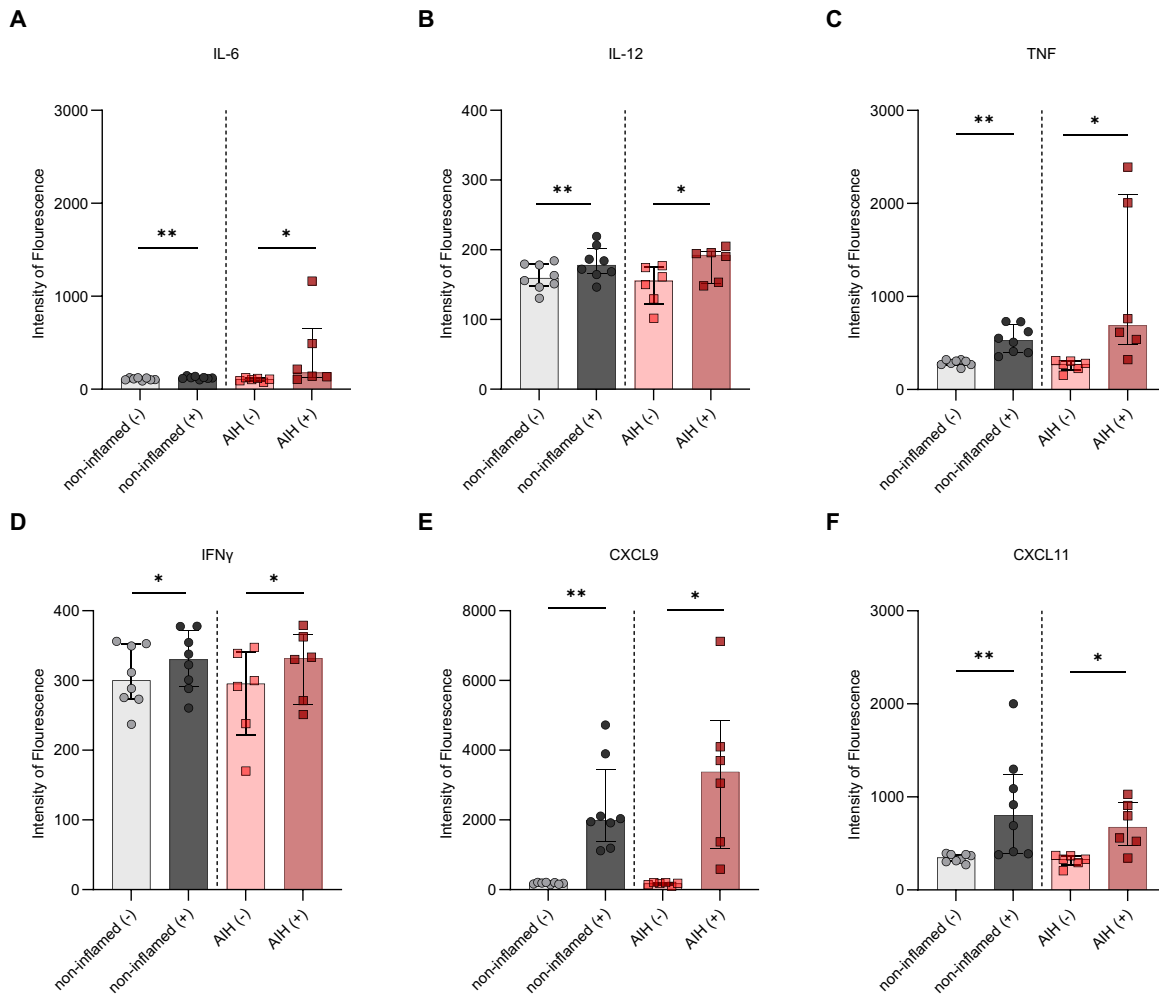 A
B
C
IL-6
IL-12
TNF
Intensity of Flourescence
3000
2000
1000
0
**
*
non-inflamed (-)
non-inflamed (+)
AIH (-)
AIH (+)
Intensity of Flourescence
400
300
200
100
0
**
*
non-inflamed (-)
non-inflamed (+)
AIH (-)
AIH (+)
Intensity of Flourescence
3000
2000
1000
0
**
*
non-inflamed (-)
non-inflamed (+)
AIH (-)
AIH (+)
D
E
F
IFNγ
CXCL9
CXCL11
Intensity of Flourescence
400
300
200
100
0
*
*
non-inflamed (-)
non-inflamed (+)
AIH (-)
AIH (+)
Intensity of Flourescence
8000
6000
4000
2000
0
**
*
non-inflamed (-)
non-inflamed (+)
AIH (-)
AIH (+)
Intensity of Flourescence
3000
2000
1000
0
**
*
non-inflamed (-)
non-inflamed (+)
AIH (-)
AIH (+)